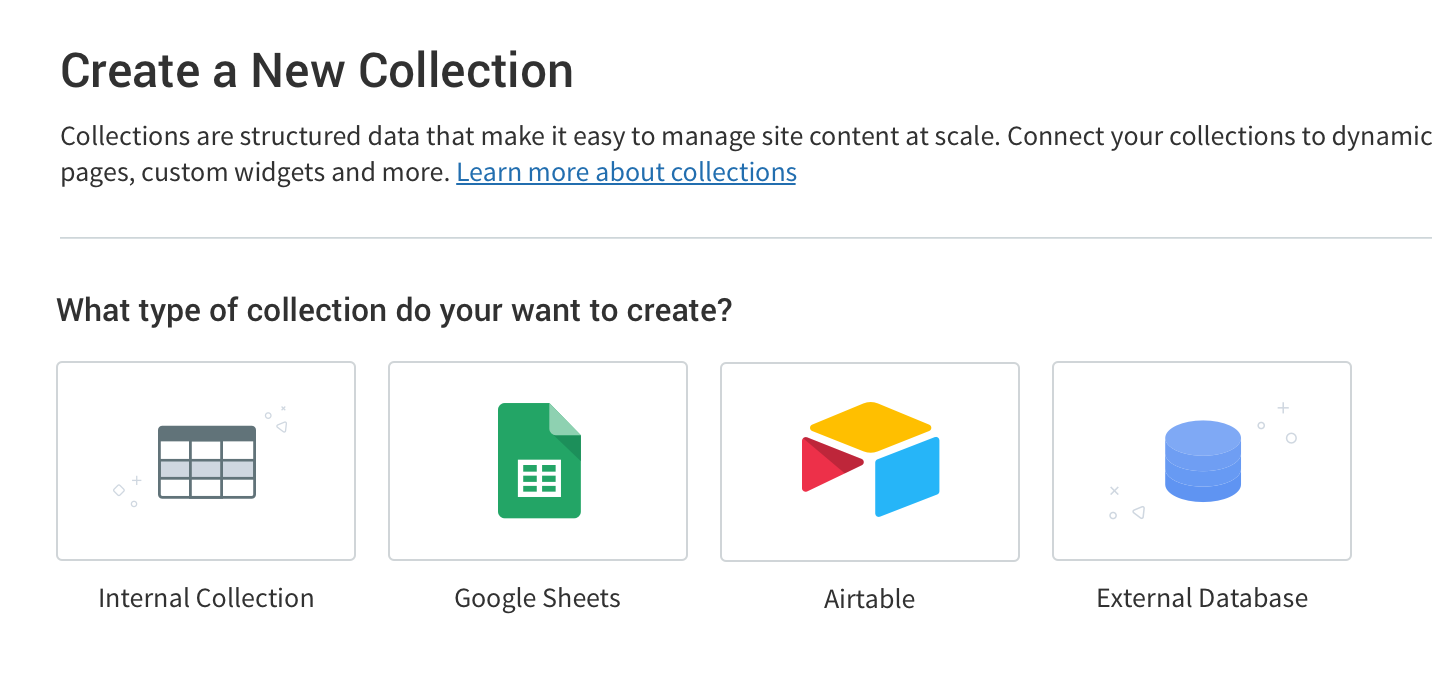 Create a New Collection
Collections are structured data that make it easy to manage site content at scale. Connect your collections to dynamic
pages, custom widgets and more. Learn more about collections
What type of collection do your want to create?
Internal Collection
Google Sheets
Airtable
External Database